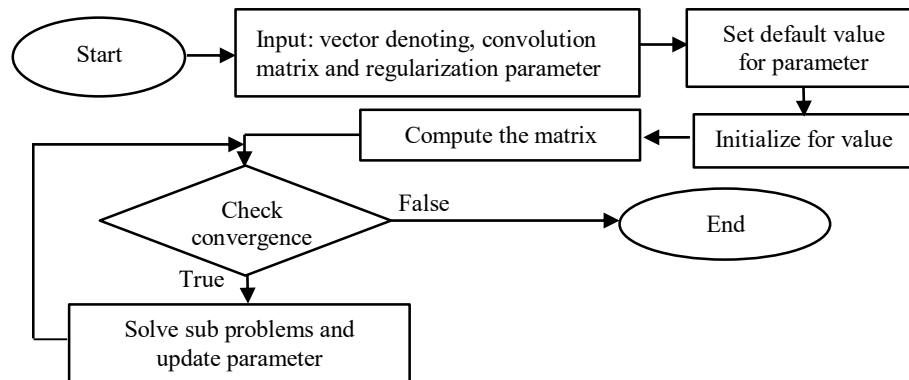 Start
Input: vector denoting, convolution
matrix and regularization parameter
Set default value
for parameter
Initialize for value
Compute the matrix
Check
convergence
False
End
True
Solve sub problems and
update parameter